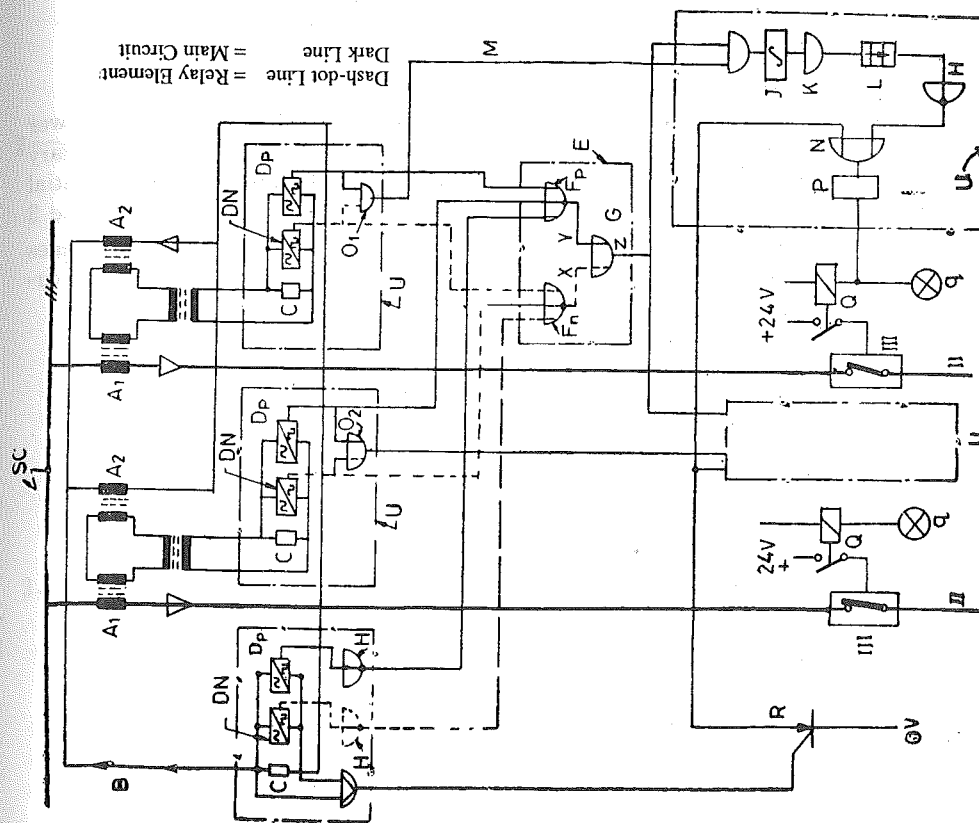 Dash-dot Line = Relay Element
Dark Line = Main Circuit
SC
A2
A1
A2
A1
B
DN
Dp
C
O1
U
DN
Dp
C
O2
U
DN
Dp
C
H
H
M
E
Fp
G
Y
X
Z
Fn
J
K
L
H
N
P
U
Q
q
+24V
III
II
U
Q
q
24V
+
III
II
R
0V